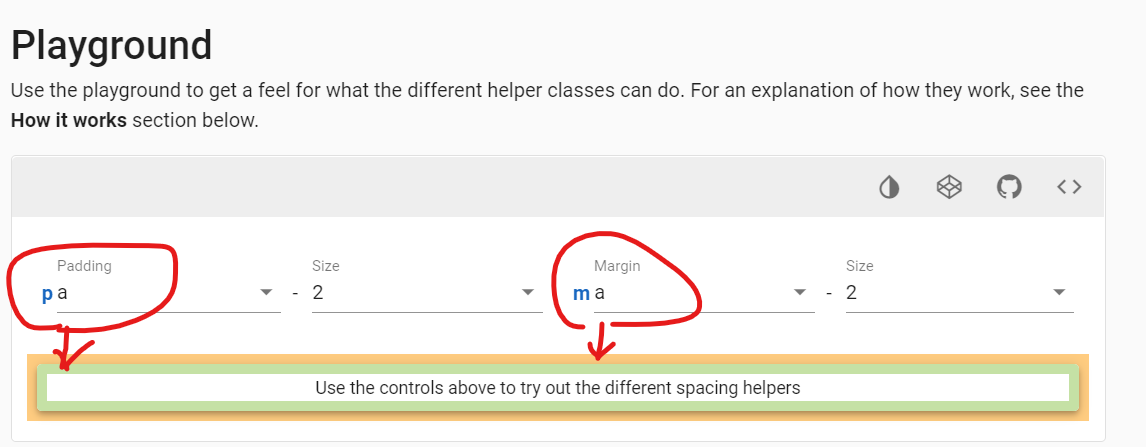 Playground
Use the playground to get a feel for what the different helper classes can do. For an explanation of how they work, see the
How it works section below.
Padding Size Margin Size
p a - 2 m a - 2
Use the controls above to try out the different spacing helpers